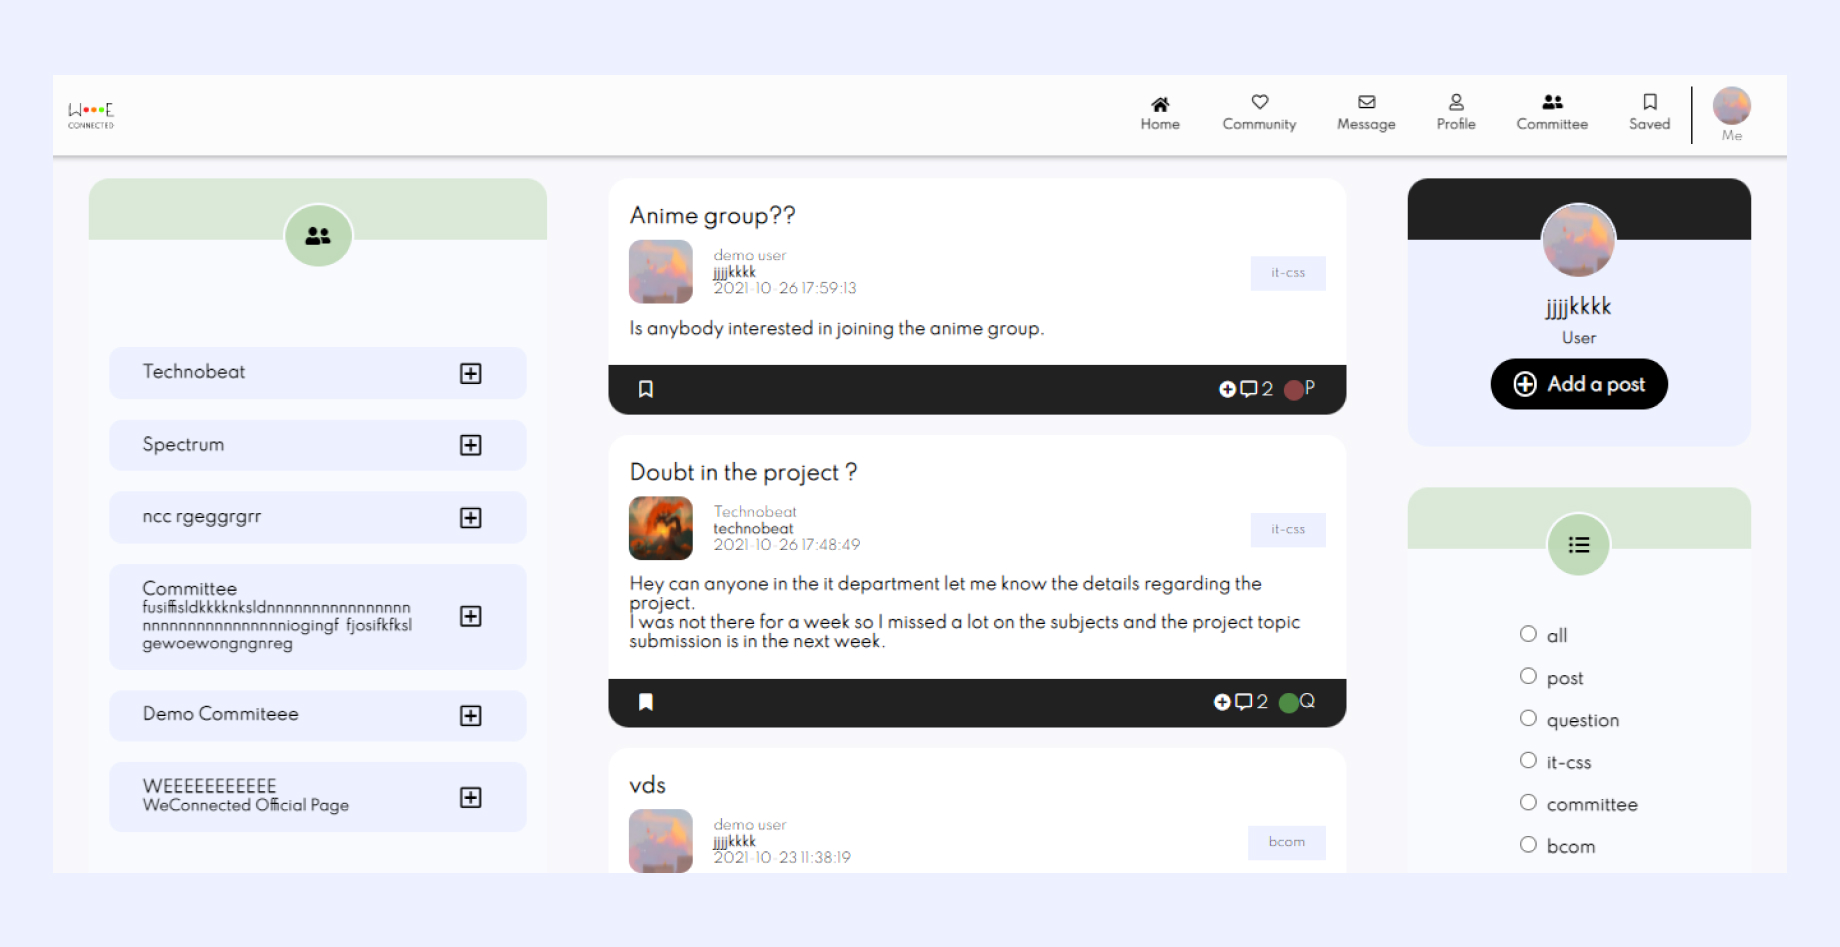 W E
CONNECTED
Home
Community
Message
Profile
Committee
Saved
Me
Technobeat
Spectrum
ncc rgeggrgrr
Committee
Demo Commiteee
WEEEEEEEEEEE
WeConnected Official Page
Anime group??
demo user
jjjjkkkk
2021-10-26 17:59:13
it-css
Is anybody interested in joining the anime group.
2
P
Doubt in the project ?
Technobeat
technobeat
2021-10-26 17:48:49
it-css
Hey can anyone in the it department let me know the details regarding the
project.
I was not there for a week so I missed a lot on the subjects and the project topic
submission is in the next week.
2
Q
vds
demo user
jjjjkkkk
2021-10-23 11:38:19
bcom
jjjjkkkk
User
Add a post
all
post
question
it-css
committee
bcom